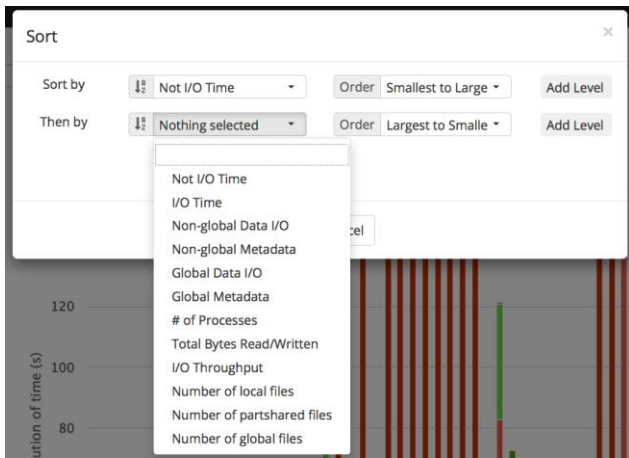 Sort ×
Sort by Not I/O Time Order Smallest to Large Add Level
Then by Nothing selected Order Largest to Smalle Add Level
Not I/O Time
I/O Time
Non-global Data I/O
Non-global Metadata
Global Data I/O
Global Metadata
# of Processes
Total Bytes Read/Written
I/O Throughput
Number of local files
Number of partshared files
Number of global files
cel
120
100
80
ution of time (s)